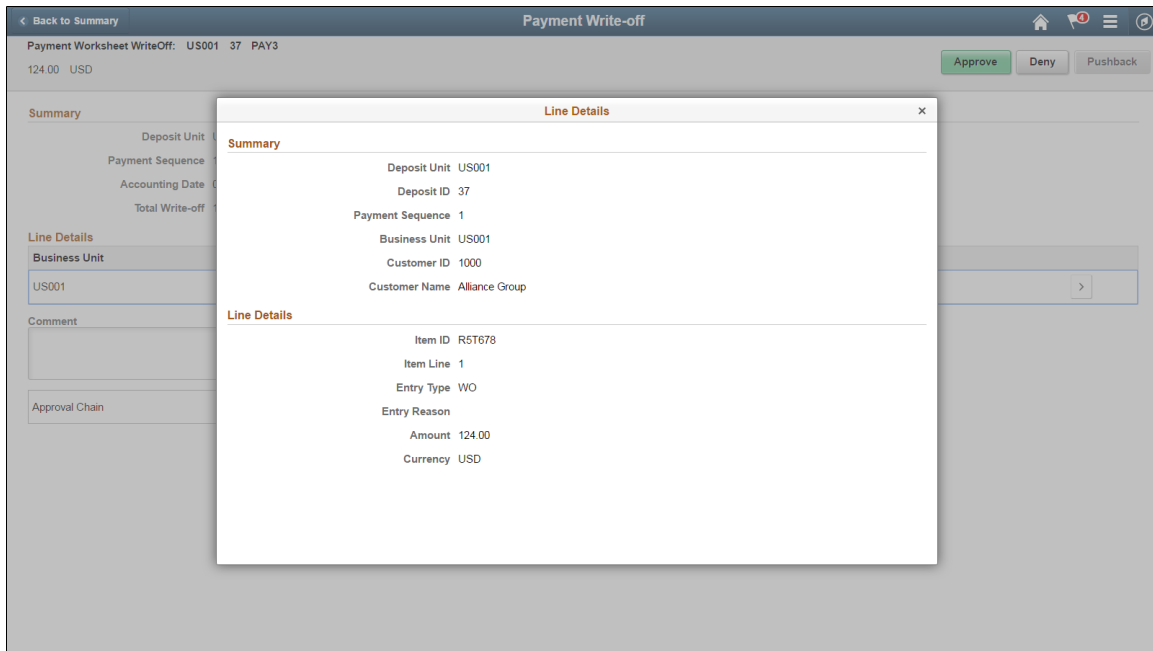 Back to Summary
Payment Write-off
4
Payment Worksheet WriteOff: US001 37 PAY3
124.00 USD
Approve
Deny
Pushback
Summary
Deposit Unit
Payment Sequence
Accounting Date
Total Write-off
Line Details
Business Unit
US001
Comment
Approval Chain
Line Details
Summary
Deposit Unit US001
Deposit ID 37
Payment Sequence 1
Business Unit US001
Customer ID 1000
Customer Name Alliance Group
Line Details
Item ID R5T678
Item Line 1
Entry Type WO
Entry Reason
Amount 124.00
Currency USD